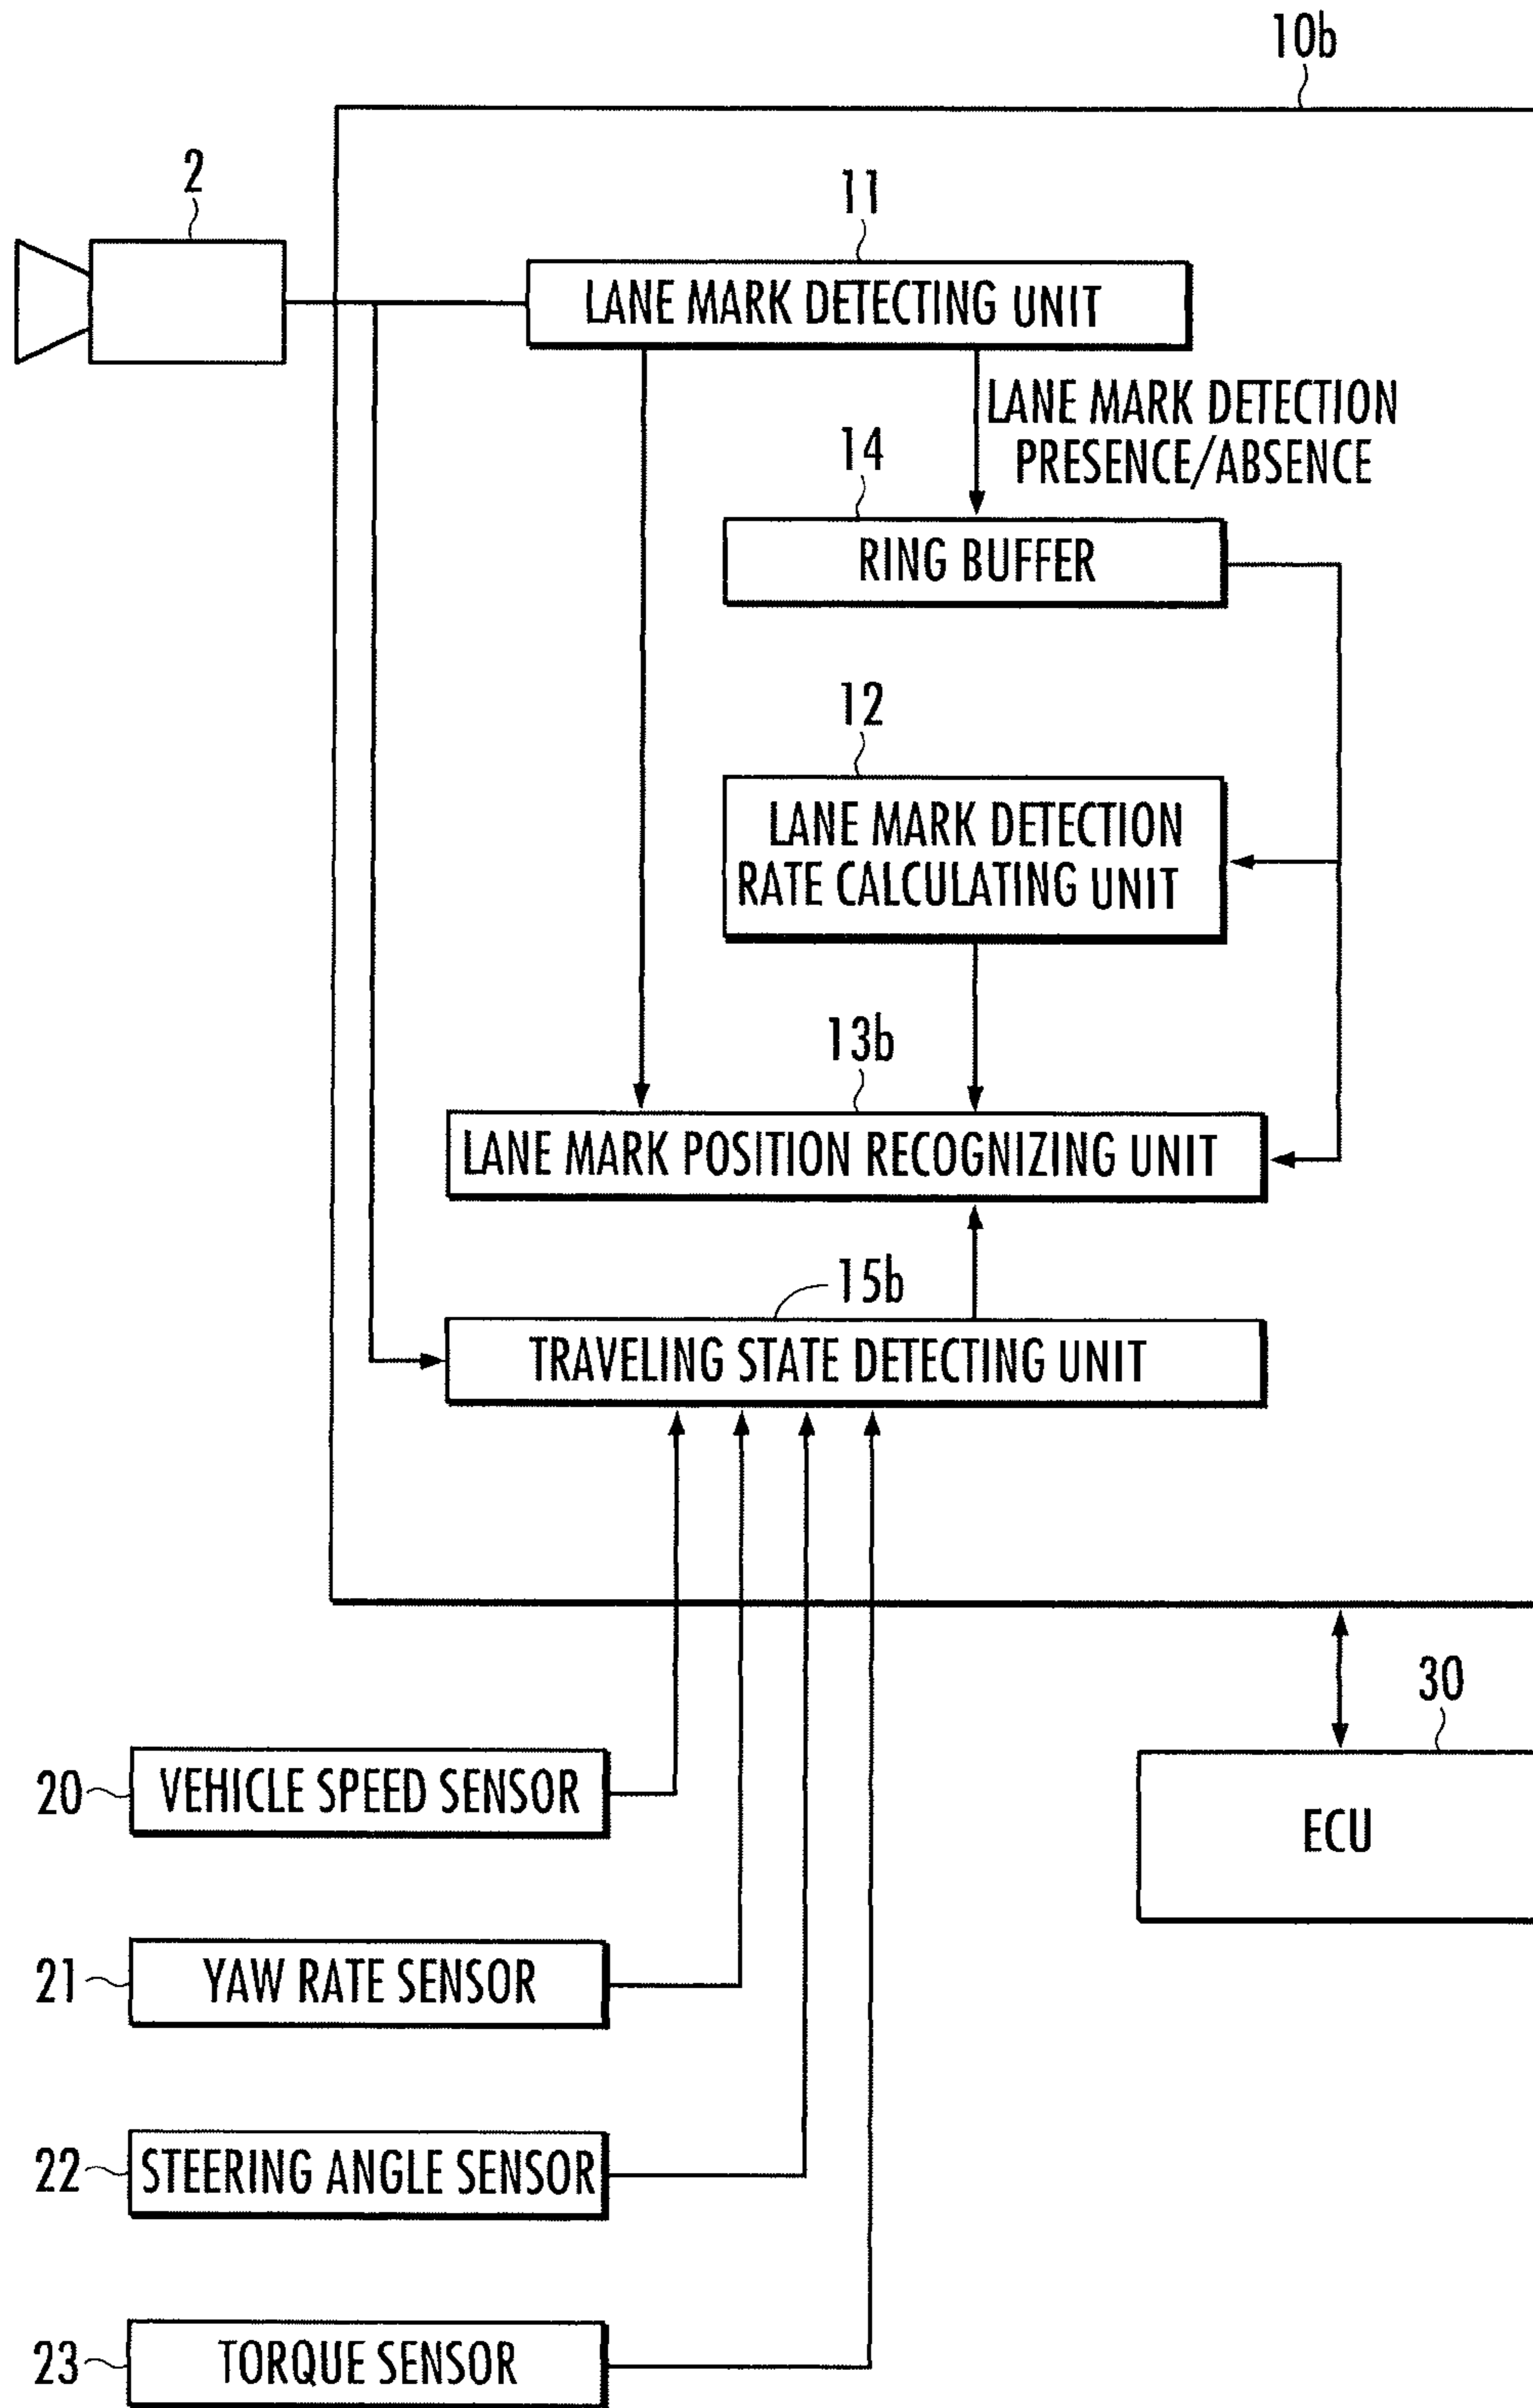 10b
2
11
LANE MARK DETECTING UNIT
LANE MARK DETECTION
PRESENCE/ABSENCE
14
RING BUFFER
12
LANE MARK DETECTION
RATE CALCULATING UNIT
13b
LANE MARK POSITION RECOGNIZING UNIT
15b
TRAVELING STATE DETECTING UNIT
30
20
VEHICLE SPEED SENSOR
ECU
21
YAW RATE SENSOR
22
STEERING ANGLE SENSOR
23
TORQUE SENSOR